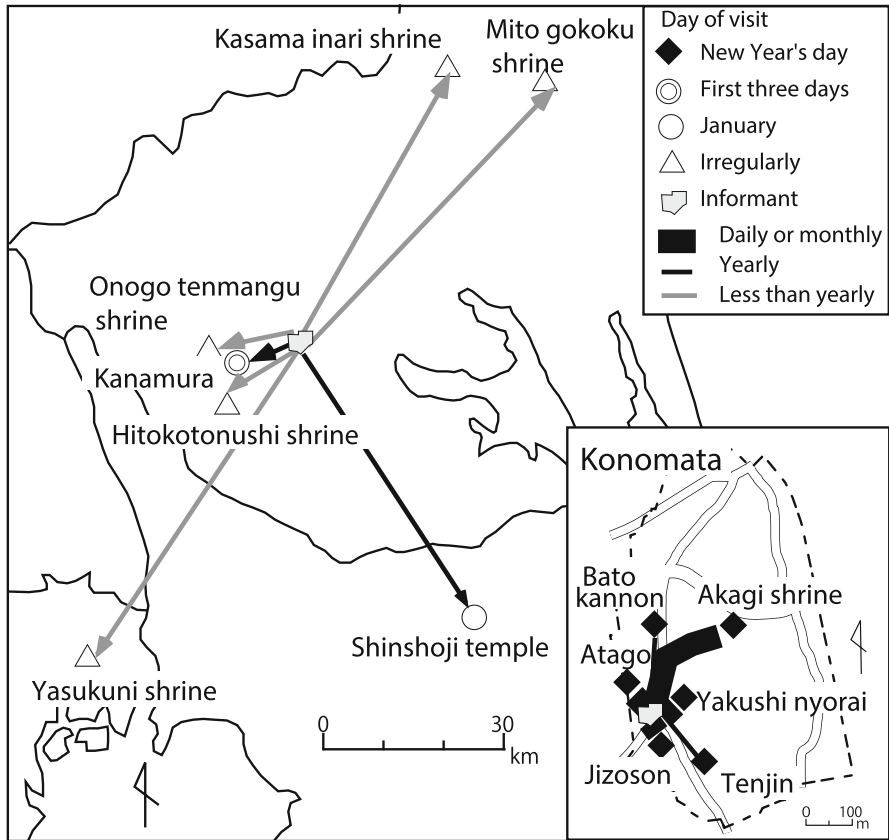 Kasama inari shrine
Mito gokoku
shrine
Day of visit
New Year's day
First three days
January
Irregularly
Informant
Daily or monthly
Yearly
Less than yearly
Onogo tenmangu
shrine
Kanamura
Hitokotonushi shrine
Shinshoji temple
Yasukuni shrine
0 30
km
Konomata
Bato
kannon
Akagi shrine
Atago
Yakushi nyorai
Jizoson
Tenjin
0 100
m